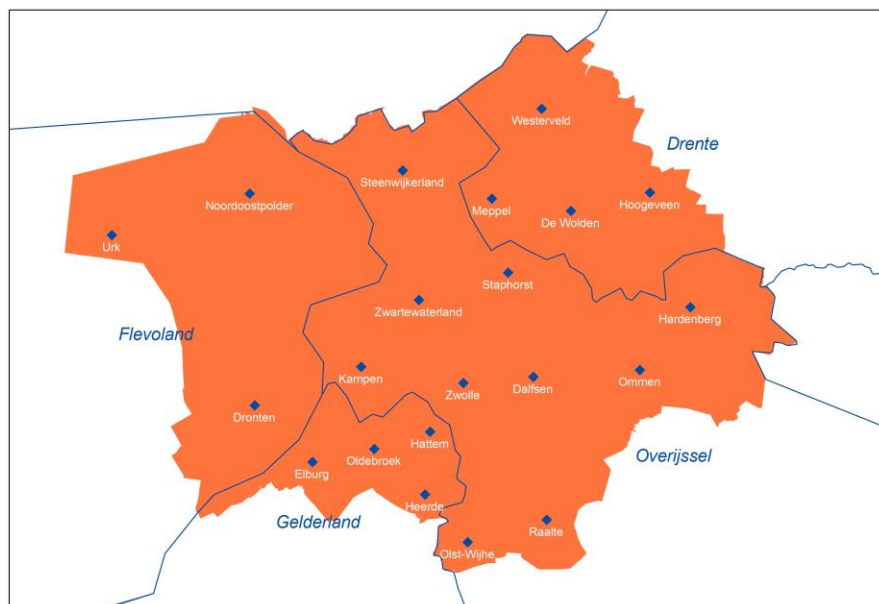 Westerveld
Drente
Steenwijkerland
Noordoostpolder
Meppel
De Wolden
Hoogeveen
Urk
Staphorst
Zwartewaterland
Hardenberg
Flevoland
Kampen
Zwolle
Dalfsen
Ommen
Dronten
Hattem
Oldebroek
Overijssel
Elburg
Heerde
Gelderland
Raalte
Olst-Wijhe